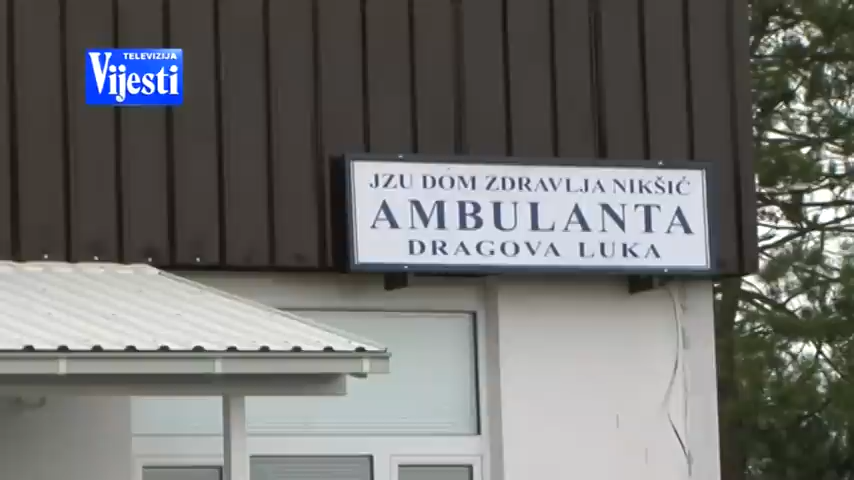 TELEVIZIJA
Vijesti
JZU DOM ZDRAVLJA NIKŠIĆ
AMBULANTA
DRAGOVA LUKA